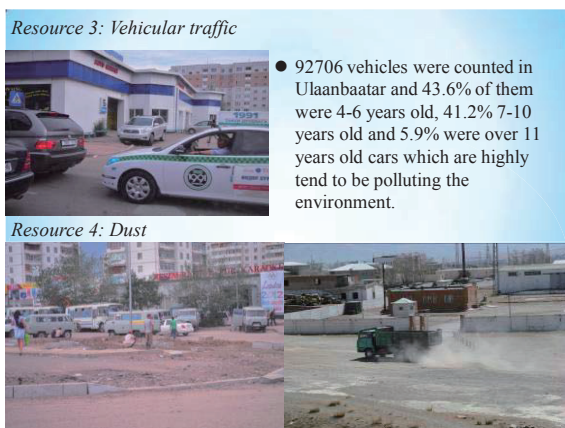 Resource 3: Vehicular traffic
● 92706 vehicles were counted in
Ulaanbaatar and 43.6% of them
were 4-6 years old, 41.2% 7-10
years old and 5.9% were over 11
years old cars which are highly
tend to be polluting the
environment.
1991
Resource 4: Dust